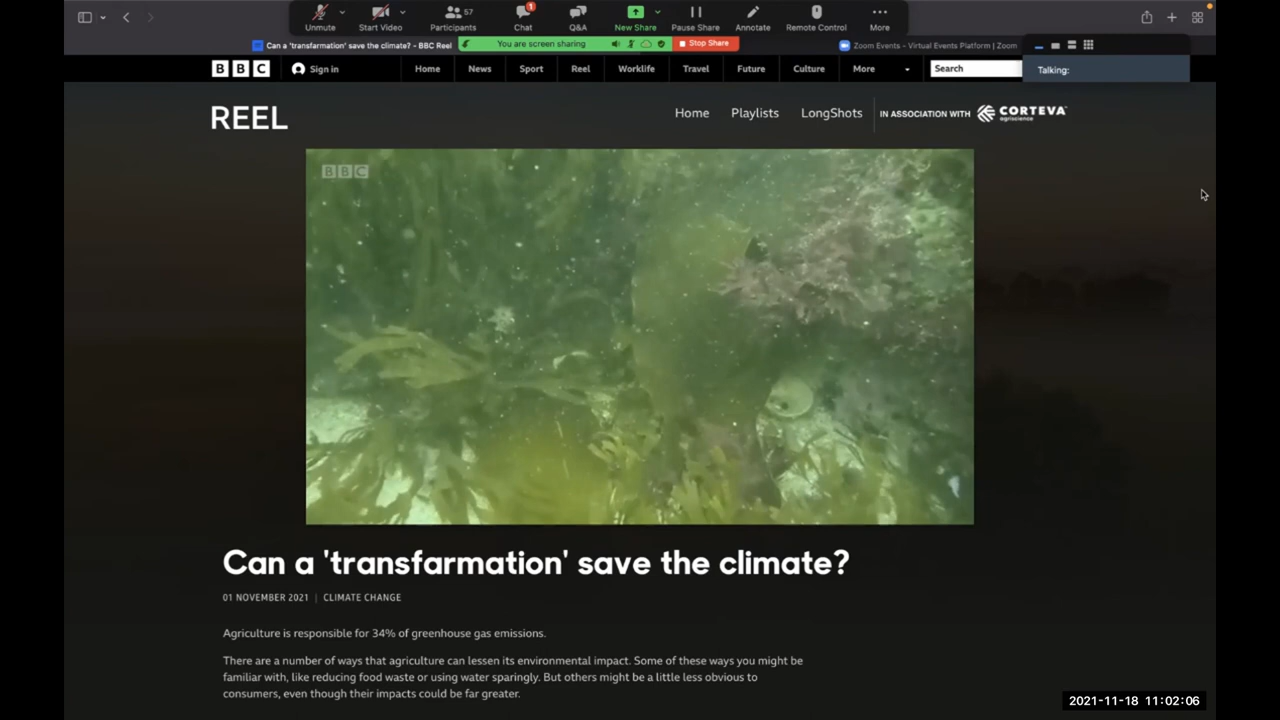 Unmute
Start Video
57
Participants
1
Chat
Q&A
New Share
Pause Share
Annotate
Remote Control
More
Can a 'transfarmation' save the climate? - BBC Reel
You are screen sharing
Stop Share
Zoom Events - Virtual Events Platform | Zoom
BBC
Sign in
Home
News
Sport
Reel
Worklife
Travel
Future
Culture
More
Search
Talking:
REEL
Home
Playlists
LongShots
IN ASSOCIATION WITH
CORTEVA
agriscience
BBC
Can a 'transfarmation' save the climate?
01 NOVEMBER 2021 | CLIMATE CHANGE
Agriculture is responsible for 34% of greenhouse gas emissions.
There are a number of ways that agriculture can lessen its environmental impact. Some of these ways you might be
familiar with, like reducing food waste or using water sparingly. But others might be a little less obvious to
consumers, even though their impacts could be far greater.
2021-11-18 11:02:06